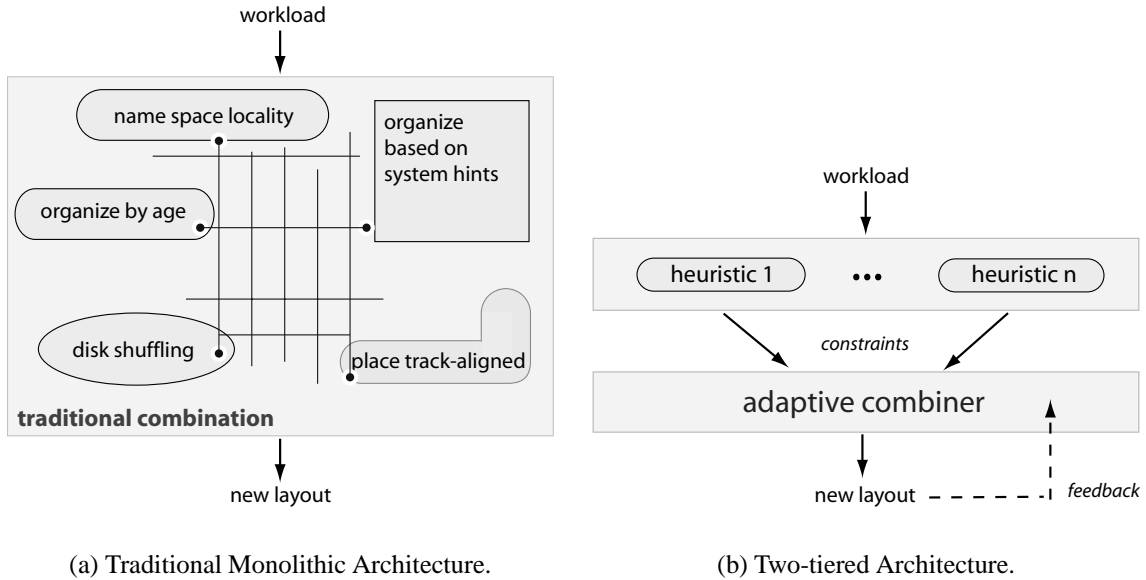 workload
name space locality
organize
based on
system hints
organize by age
disk shuffling
place track-aligned
traditional combination
new layout
(a) Traditional Monolithic Architecture.
workload
heuristic 1
•••
heuristic n
constraints
adaptive combiner
new layout
feedback
(b) Two-tiered Architecture.